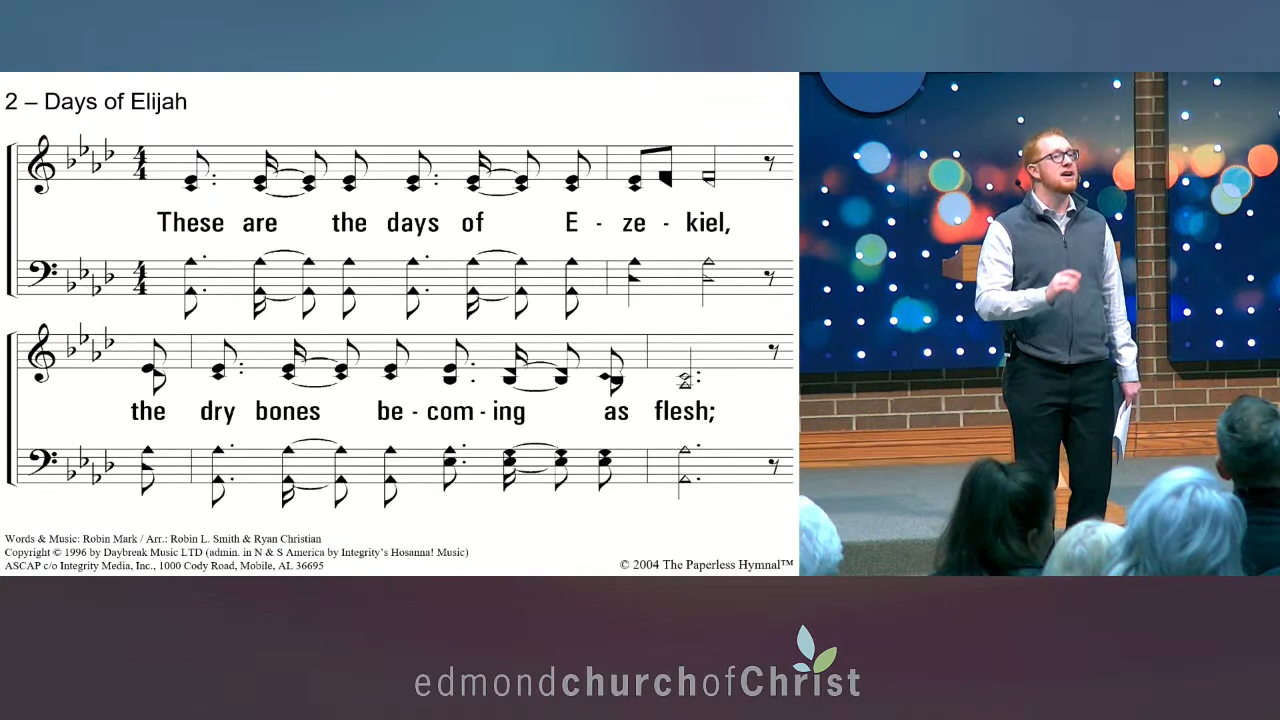 2 – Days of Elijah
These are the days of E - ze - kiel,
the dry bones be - com - ing as flesh;
Words & Music: Robin Mark / Arr.: Robin L. Smith & Ryan Christian
Copyright © 1996 by Daybreak Music LTD (admin. in N & S America by Integrity's Hosanna! Music)
ASCAP c/o Integrity Media, Inc., 1000 Cody Road, Mobile, AL 36695
© 2004 The Paperless Hymnal™
edmondchurchofChrist